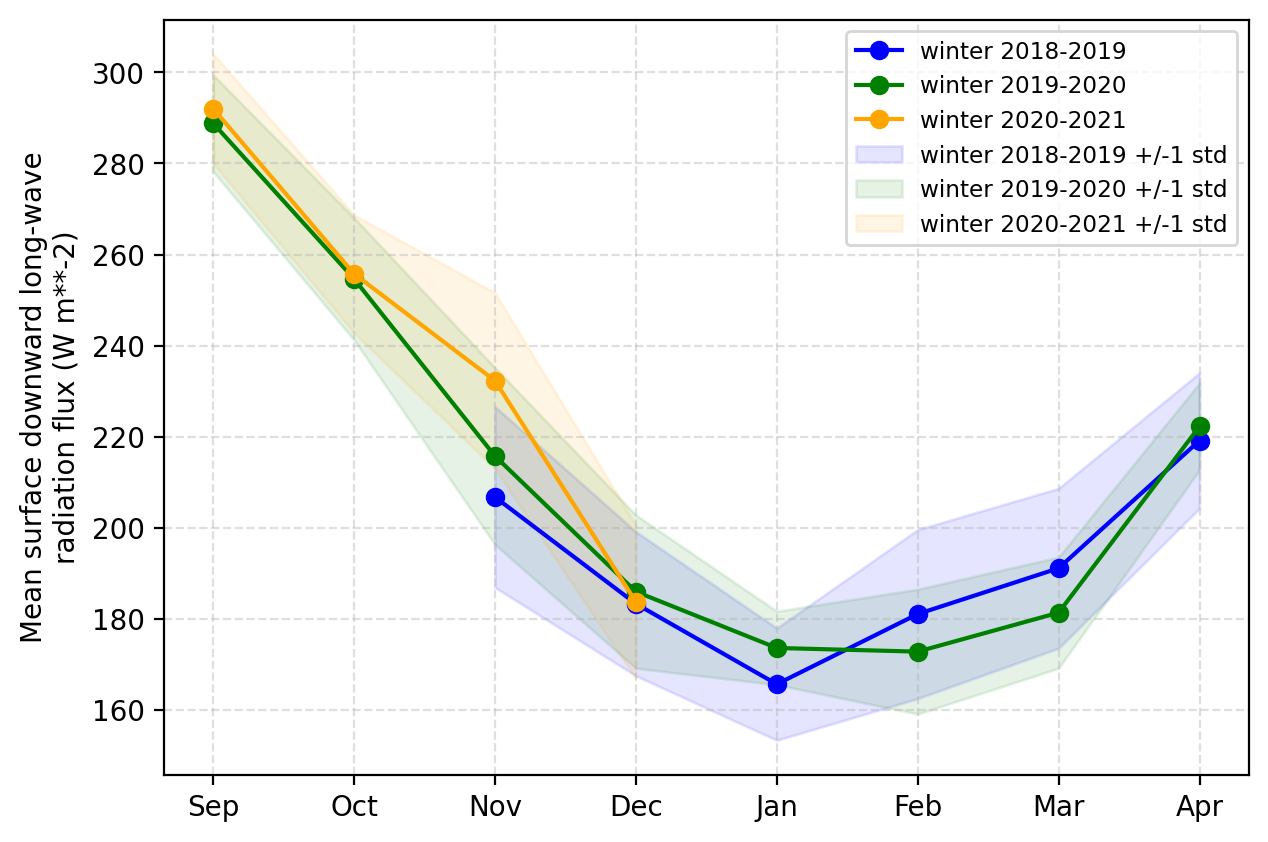 Mean surface downward long-wave
radiation flux (W m**-2)
300
280
260
240
220
200
180
160
Sep Oct Nov Dec Jan Feb Mar Apr
winter 2018-2019
winter 2019-2020
winter 2020-2021
winter 2018-2019 +/-1 std
winter 2019-2020 +/-1 std
winter 2020-2021 +/-1 std